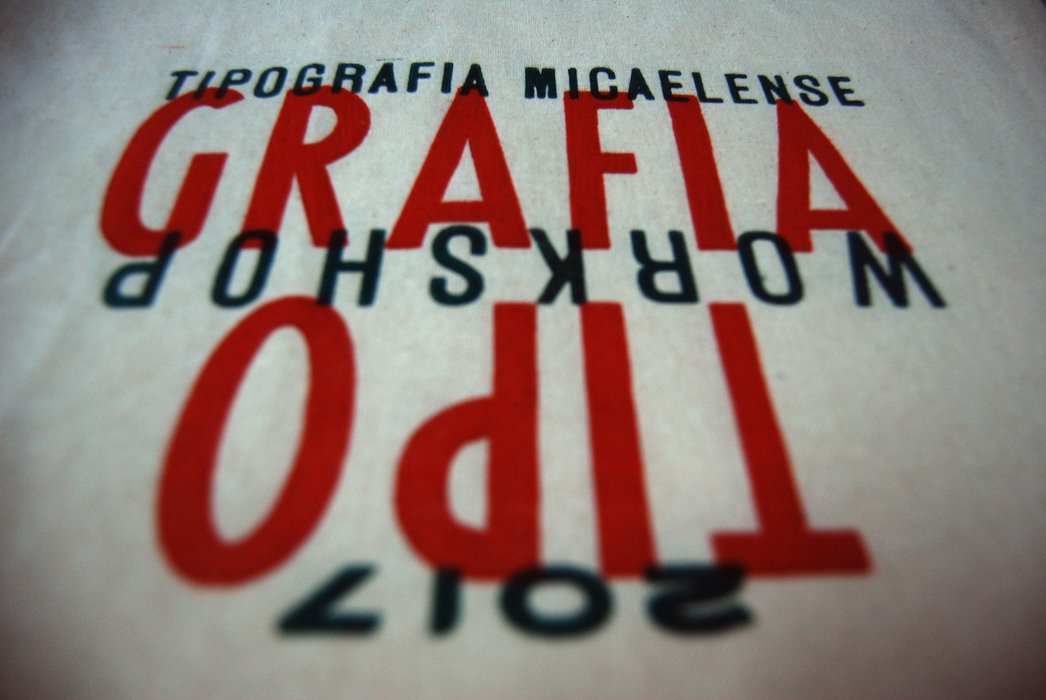 TIPOGRAFIA MICAELENSE
GRAFIA
WORKSHOP
TIPO
2017